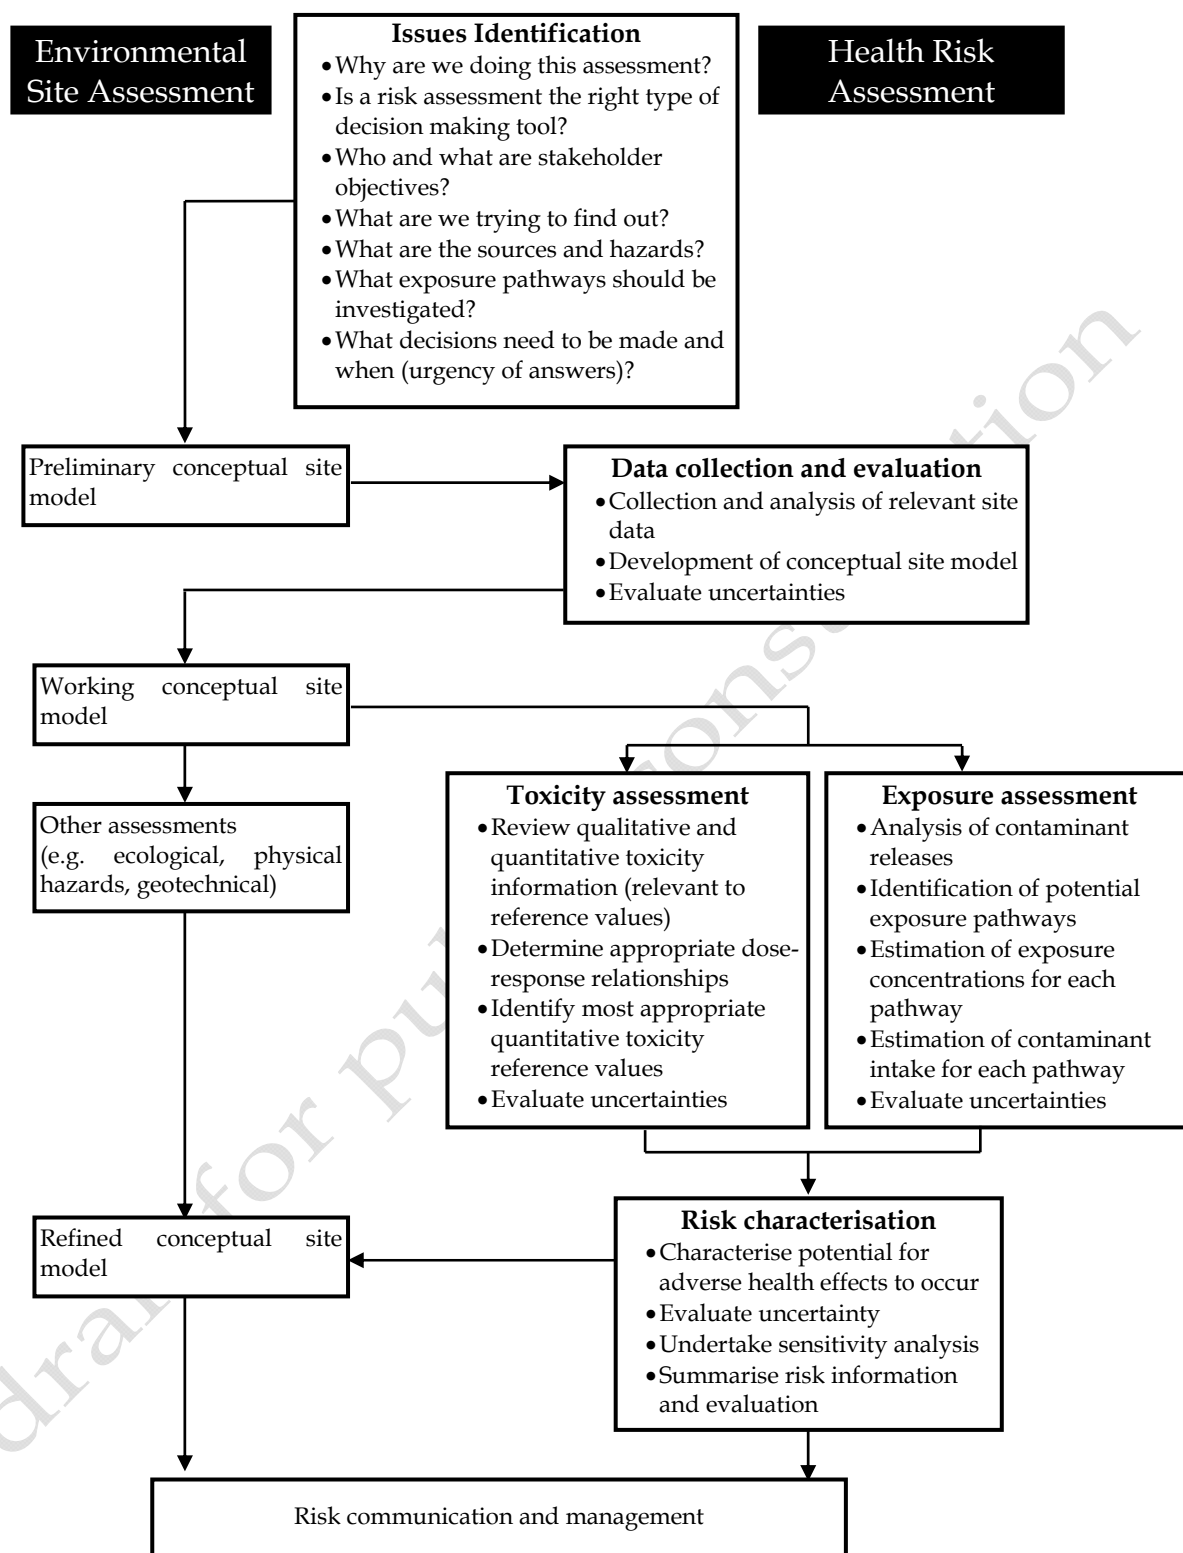 Environmental
Site Assessment
Issues Identification
•Why are we doing this assessment?
•Is a risk assessment the right type of
decision making tool?
•Who and what are stakeholder
objectives?
•What are we trying to find out?
•What are the sources and hazards?
•What exposure pathways should be
investigated?
•What decisions need to be made and
when (urgency of answers)?
Health Risk
Assessment
Preliminary conceptual site
model
Data collection and evaluation
•Collection and analysis of relevant site
data
•Development of conceptual site model
•Evaluate uncertainties
Working conceptual site
model
Other assessments
(e.g. ecological, physical
hazards, geotechnical)
Toxicity assessment
•Review qualitative and
quantitative toxicity
information (relevant to
reference values)
•Determine appropriate dose-
response relationships
•Identify most appropriate
quantitative toxicity
reference values
•Evaluate uncertainties
Exposure assessment
•Analysis of contaminant
releases
•Identification of potential
exposure pathways
•Estimation of exposure
concentrations for each
pathway
•Estimation of contaminant
intake for each pathway
•Evaluate uncertainties
Refined conceptual site
model
Risk characterisation
•Characterise potential for
adverse health effects to occur
•Evaluate uncertainty
•Undertake sensitivity analysis
•Summarise risk information
and evaluation
Risk communication and management
draft for